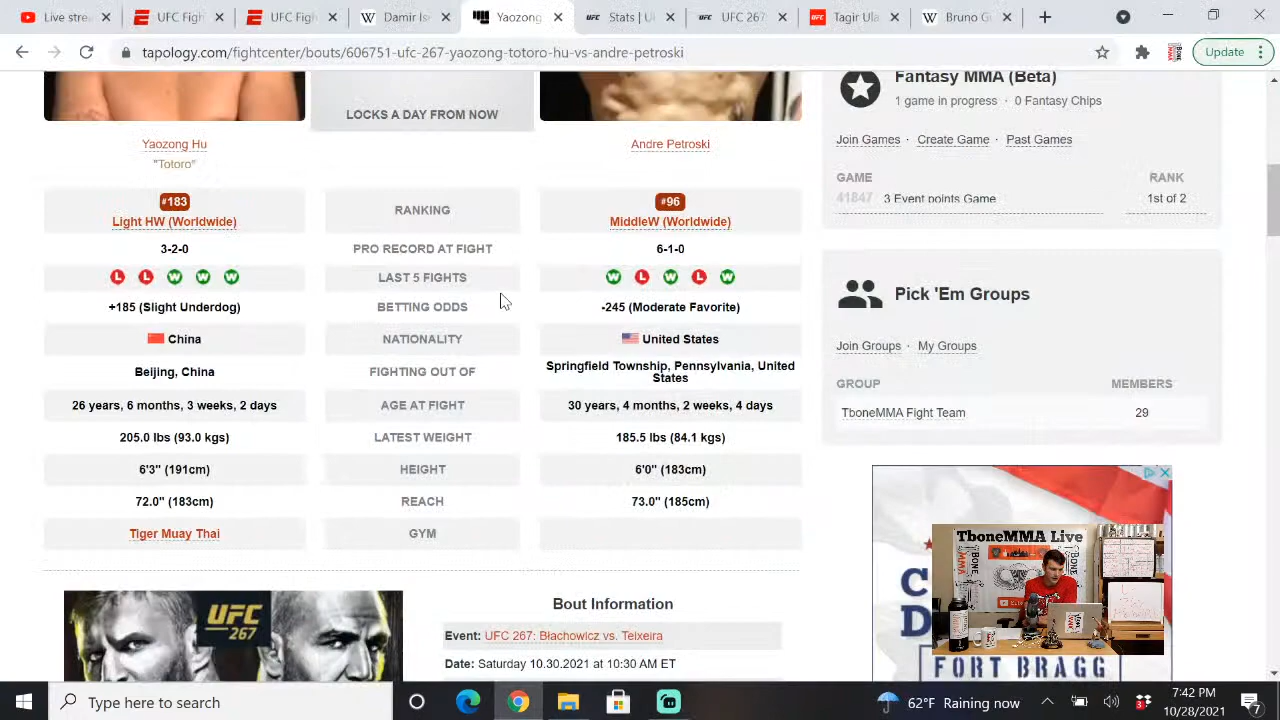 Live stre
UFC Figh
UFC Figh
Damir Is
Yaozong
Stats | U
UFC 267
Tagir Ula
Bruno
tapology.com/fightcenter/bouts/606751-ufc-267-yaozong-totoro-hu-vs-andre-petroski
Update
LOCKS A DAY FROM NOW
Yaozong Hu
"Totoro"
Andre Petroski
#183
Light HW (Worldwide)
RANKING
#96
MiddleW (Worldwide)
3-2-0 PRO RECORD AT FIGHT 6-1-0
L L W W W LAST 5 FIGHTS W L W L W
+185 (Slight Underdog) BETTING ODDS -245 (Moderate Favorite)
China NATIONALITY United States
Beijing, China FIGHTING OUT OF Springfield Township, Pennsylvania, United
States
26 years, 6 months, 3 weeks, 2 days AGE AT FIGHT 30 years, 4 months, 2 weeks, 4 days
205.0 lbs (93.0 kgs) LATEST WEIGHT 185.5 lbs (84.1 kgs)
6'3" (191cm) HEIGHT 6'0" (183cm)
72.0" (183cm) REACH 73.0" (185cm)
Tiger Muay Thai GYM
UFC
267
Bout Information
Event: UFC 267: Błachowicz vs. Teixeira
Date: Saturday 10.30.2021 at 10:30 AM ET
Fantasy MMA (Beta)
1 game in progress · 0 Fantasy Chips
Join Games · Create Game · Past Games
GAME RANK
41847 3 Event points Game 1st of 2
Pick 'Em Groups
Join Groups · My Groups
GROUP MEMBERS
TboneMMA Fight Team 29
TboneMMA Live
C
D
FORT BRAGG
Type here to search
62°F Raining now
3
7:42 PM
10/28/2021
7